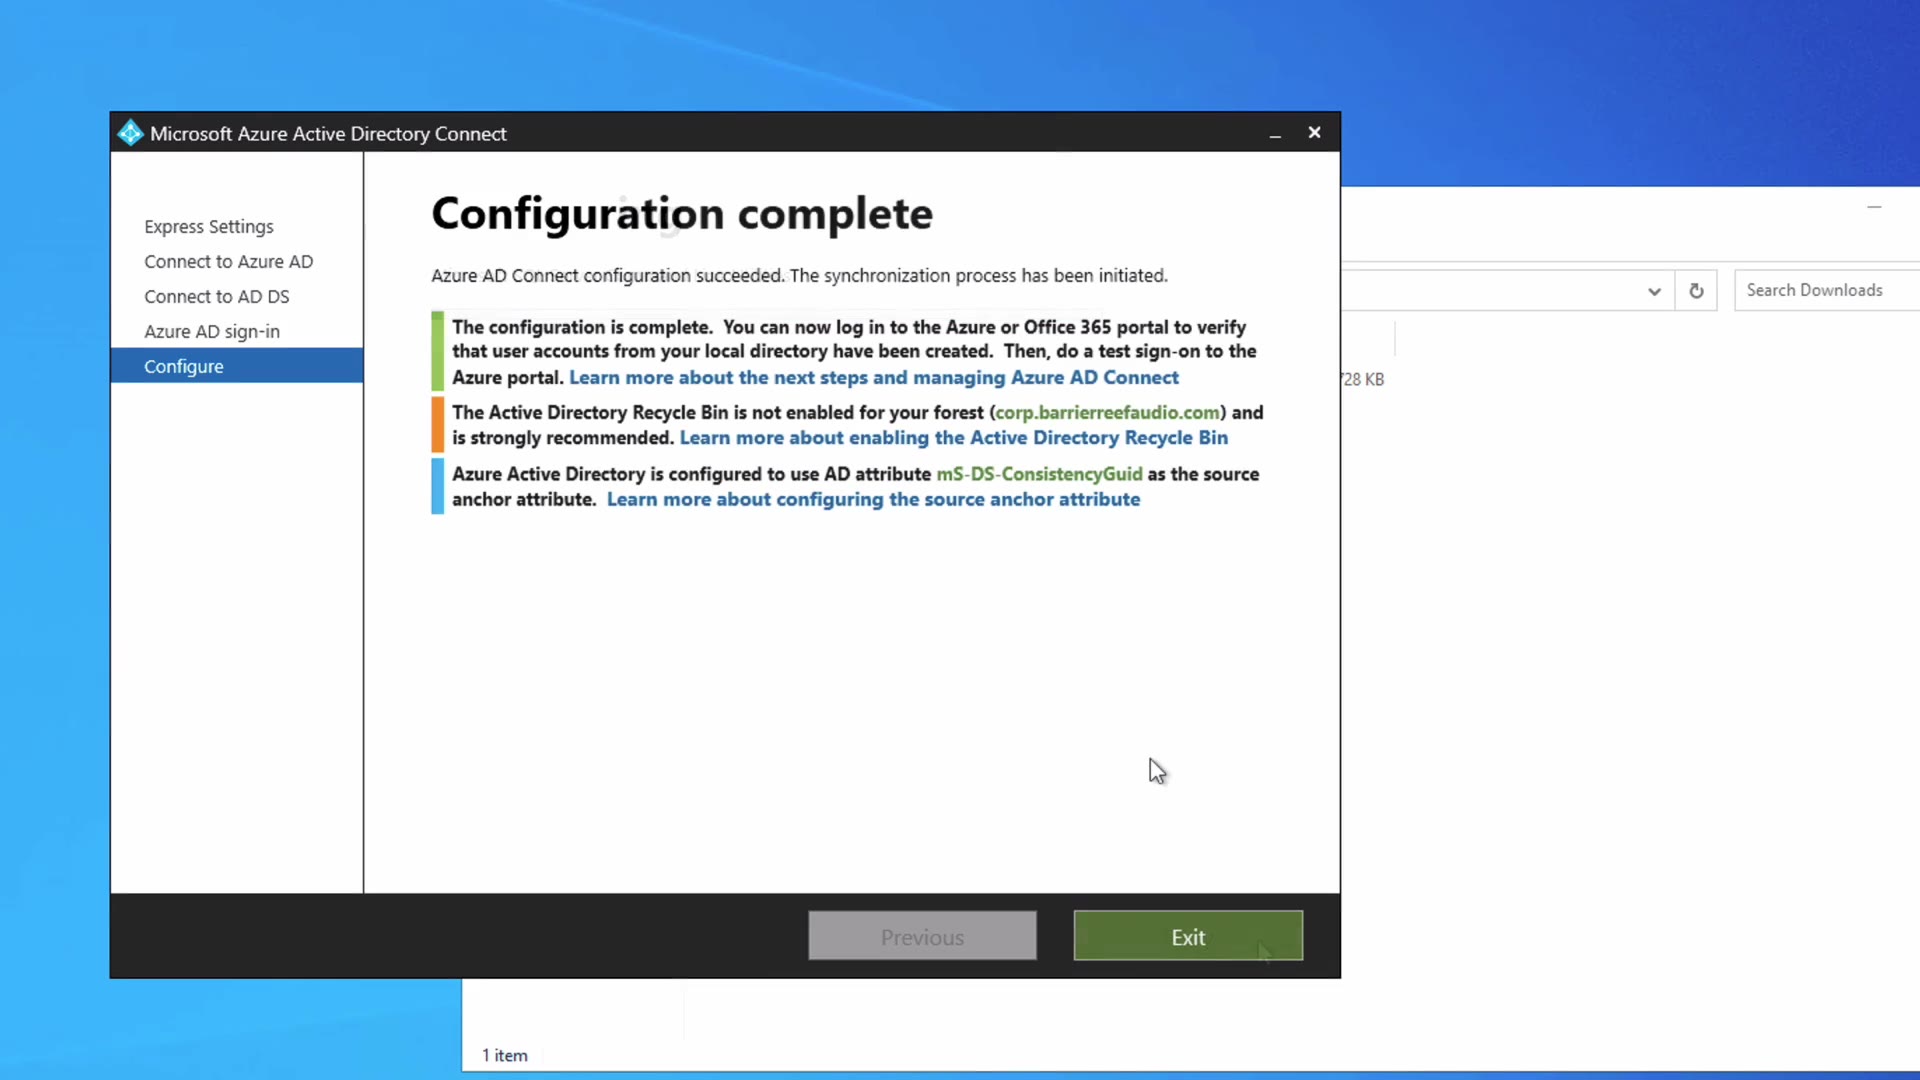 Microsoft Azure Active Directory Connect
Express Settings
Connect to Azure AD
Connect to AD DS
Azure AD sign-in
Configure
Configuration complete
Azure AD Connect configuration succeeded. The synchronization process has been initiated.
The configuration is complete.  You can now log in to the Azure or Office 365 portal to verify
that user accounts from your local directory have been created.  Then, do a test sign-on to the
Azure portal. Learn more about the next steps and managing Azure AD Connect
The Active Directory Recycle Bin is not enabled for your forest (corp.barrierreefaudio.com) and
is strongly recommended. Learn more about enabling the Active Directory Recycle Bin
Azure Active Directory is configured to use AD attribute mS-DS-ConsistencyGuid as the source
anchor attribute.  Learn more about configuring the source anchor attribute
Previous
Exit
Search Downloads
28 KB
1 item